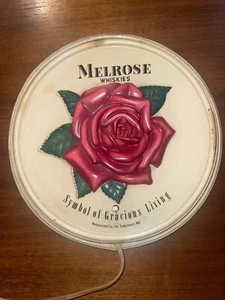 MELROSE
WHISKIES
Symbol of Gracious Living